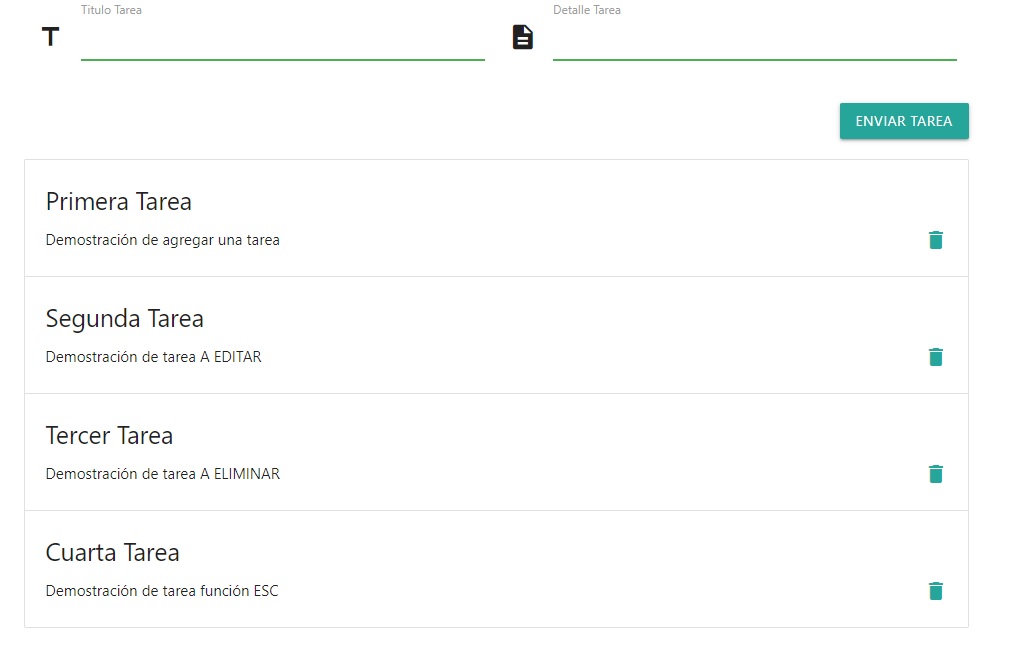 Titulo Tarea
Detalle Tarea
ENVIAR TAREA
Primera Tarea
Demostración de agregar una tarea
Segunda Tarea
Demostración de tarea A EDITAR
Tercer Tarea
Demostración de tarea A ELIMINAR
Cuarta Tarea
Demostración de tarea función ESC